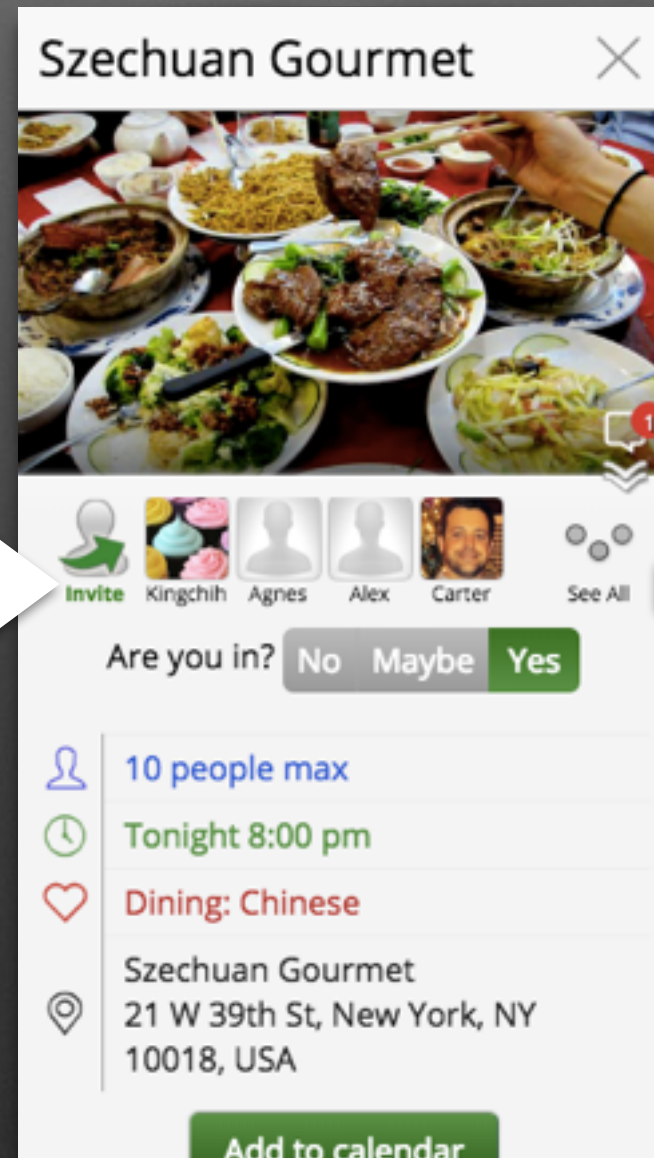 Szechuan Gourmet
1
Invite Kingchih Agnes Alex Carter See All
Are you in? No Maybe Yes
10 people max
Tonight 8:00 pm
Dining: Chinese
Szechuan Gourmet
21 W 39th St, New York, NY
10018, USA
Add to calendar